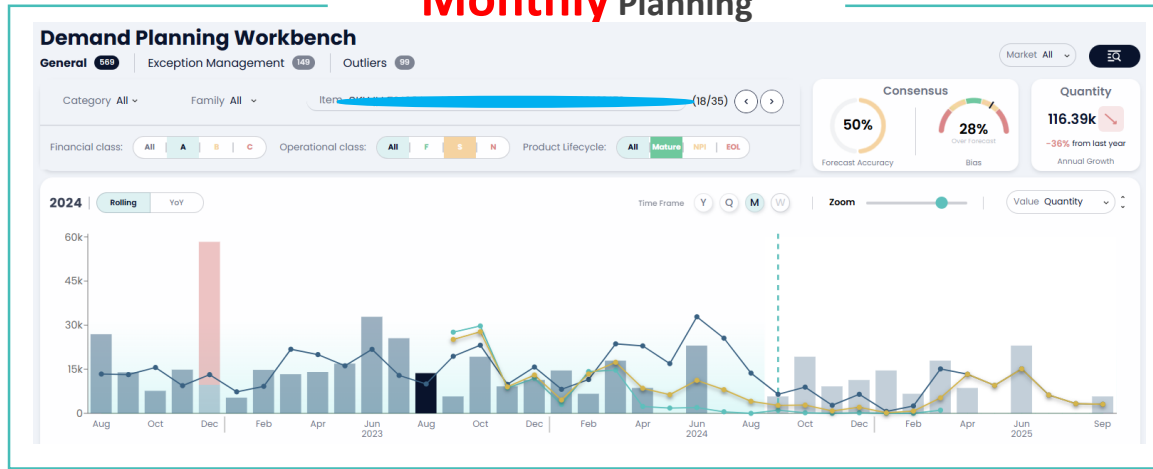 Monthly Planning
Demand Planning Workbench
General 569 Exception Management 149 Outliers 99
Market All
Category All Family All Item (18/35)
Financial class: All A B C Operational class: All F S N Product Lifecycle: All Mature NPI EOL
Consensus
50%
Forecast Accuracy
28%
Over Forecast
Bias
Quantity
116.39k
-36% from last year
Annual Growth
2024 Rolling YoY Time Frame Y Q M W Zoom Value Quantity
60k
45k
30k
15k
0
Aug Oct Dec Feb Apr Jun Aug Oct Dec Feb Apr Jun Aug Oct Dec Feb Apr Jun Sep
2023 2024 2025